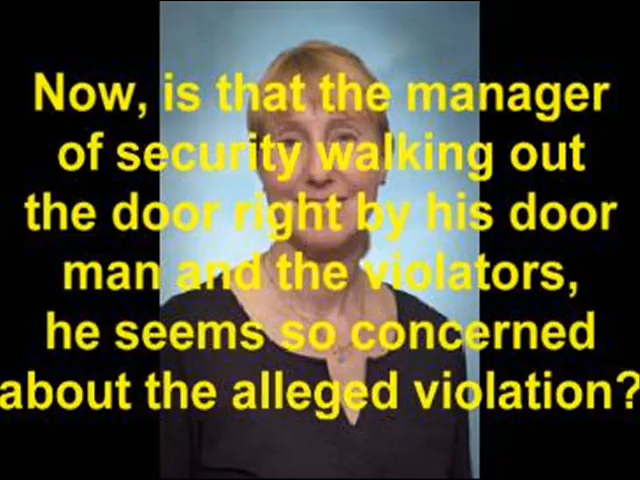 Now, is that the manager
of security walking out
the door right by his door
man and the violators,
he seems so concerned
about the alleged violation?